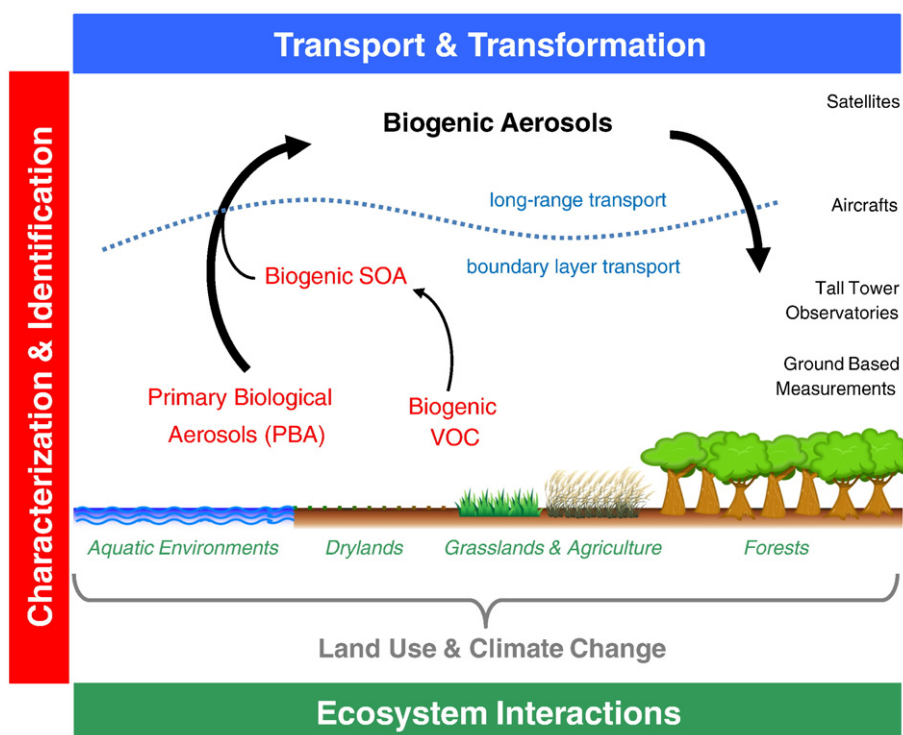 Transport & Transformation
Characterization & Identification
Satellites
Biogenic Aerosols
long-range transport
Aircrafts
boundary layer transport
Biogenic SOA
Tall Tower
Observatories
Ground Based
Measurements
Primary Biological
Aerosols (PBA)
Biogenic
VOC
Aquatic Environments
Drylands
Grasslands & Agriculture
Forests
Land Use & Climate Change
Ecosystem Interactions